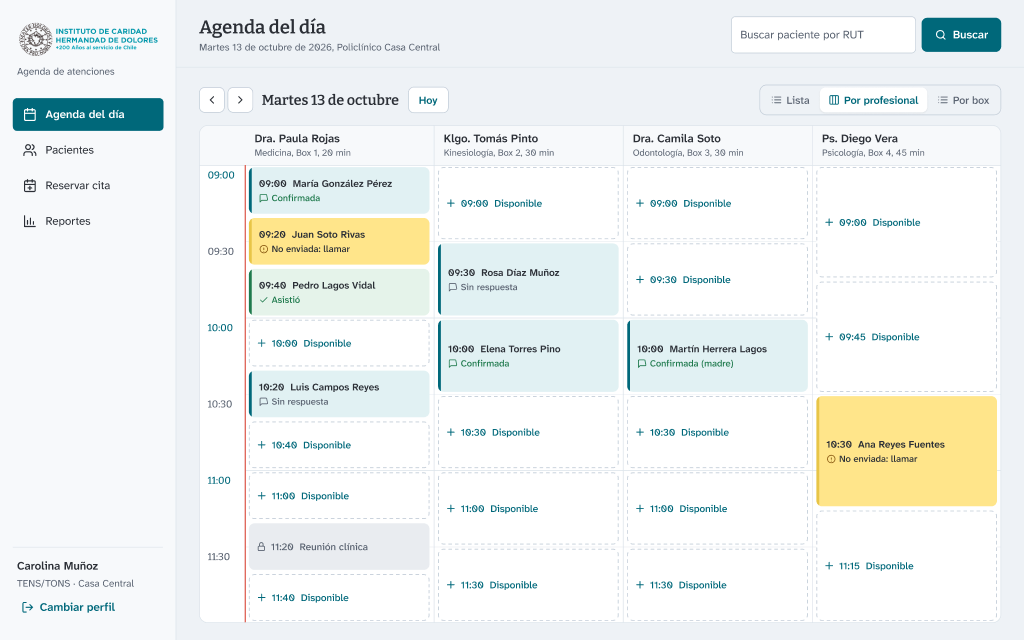 INSTITUTO DE CARIDAD
HERMANDAD DE DOLORES
+200 Años al servicio de Chile
Agenda de atenciones
Agenda del día
Pacientes
Reservar cita
Reportes
Carolina Muñoz
TENS/TONS · Casa Central
Cambiar perfil
Agenda del día
Martes 13 de octubre de 2026, Policlínico Casa Central
Buscar paciente por RUT
Buscar
Martes 13 de octubre
Hoy
Lista
Por profesional
Por box
Dra. Paula Rojas
Medicina, Box 1, 20 min
Klgo. Tomás Pinto
Kinesiología, Box 2, 30 min
Dra. Camila Soto
Odontología, Box 3, 30 min
Ps. Diego Vera
Psicología, Box 4, 45 min
09:00
09:30
10:00
10:30
11:00
11:30
09:00 María González Pérez
Confirmada
09:20 Juan Soto Rivas
No enviada: llamar
09:40 Pedro Lagos Vidal
Asistió
+ 10:00 Disponible
10:20 Luis Campos Reyes
Sin respuesta
+ 10:40 Disponible
+ 11:00 Disponible
11:20 Reunión clínica
+ 11:40 Disponible
+ 09:00 Disponible
09:30 Rosa Díaz Muñoz
Sin respuesta
10:00 Elena Torres Pino
Confirmada
+ 10:30 Disponible
+ 11:00 Disponible
+ 11:30 Disponible
+ 09:00 Disponible
+ 09:30 Disponible
10:00 Martín Herrera Lagos
Confirmada (madre)
+ 10:30 Disponible
+ 11:00 Disponible
+ 11:30 Disponible
+ 09:00 Disponible
+ 09:45 Disponible
10:30 Ana Reyes Fuentes
No enviada: llamar
+ 11:15 Disponible